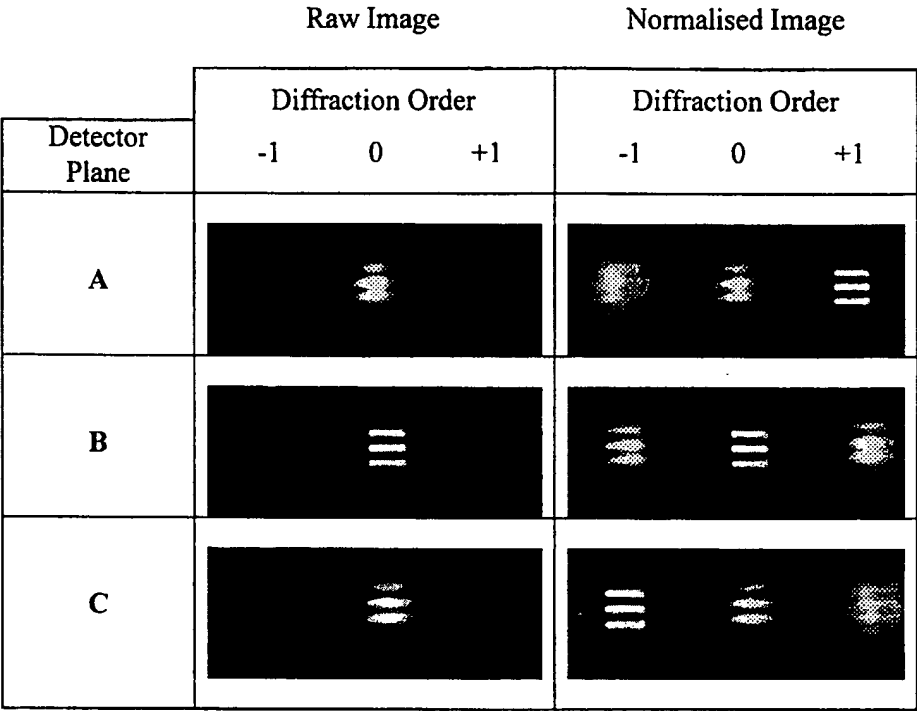 Raw Image Normalised Image
Diffraction Order Diffraction Order
Detector Plane -1 0 +1 -1 0 +1
A
B
C